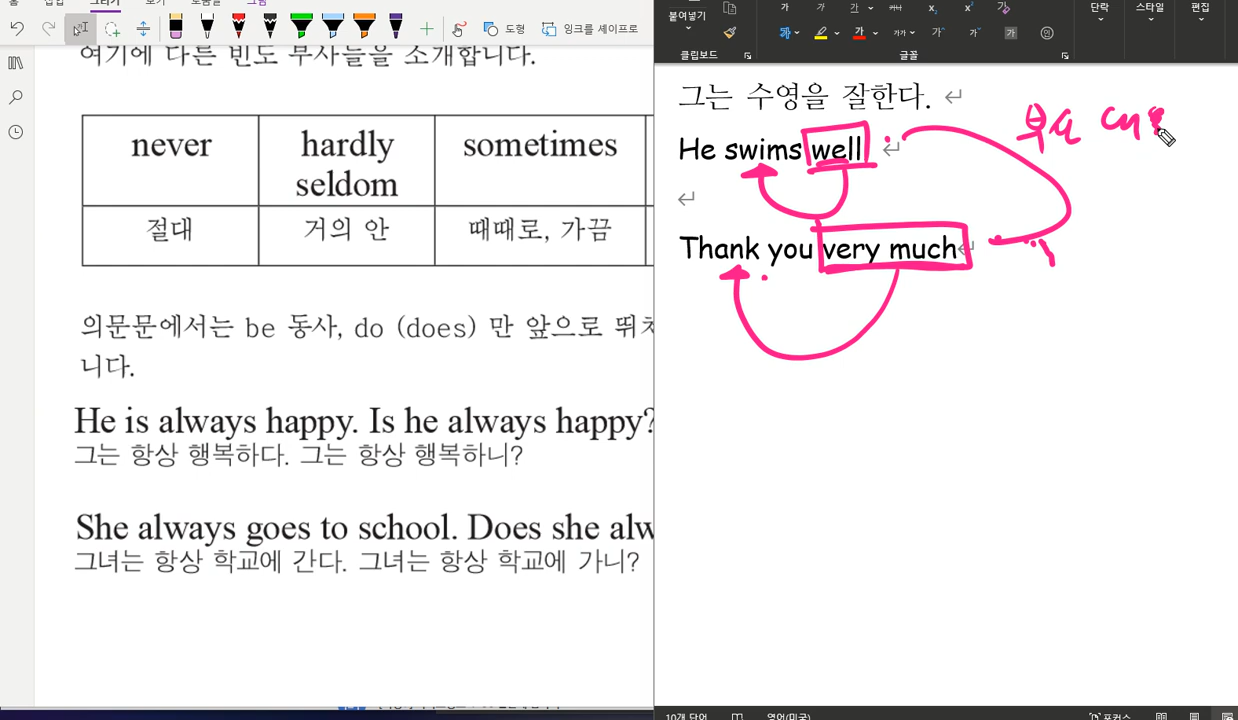 그리기
도형
잉크를 셰이프로
여기에 다른 빈도 부사들을 소개합니다.
never hardly seldom sometimes
절대 거의 안 때때로, 가끔
의문문에서는 be 동사, do (does) 만 앞으로 뛰쳐
니다.
He is always happy. Is he always happy?
그는 항상 행복하다. 그는 항상 행복하니?
She always goes to school. Does she alw
그녀는 항상 학교에 간다. 그녀는 항상 학교에 가니?
붙여넣기
단락 스타일 편집
클립보드 글꼴
그는 수영을 잘한다.
He swims well
Thank you very much
부사
10개 단어 영어(미국) 포커스